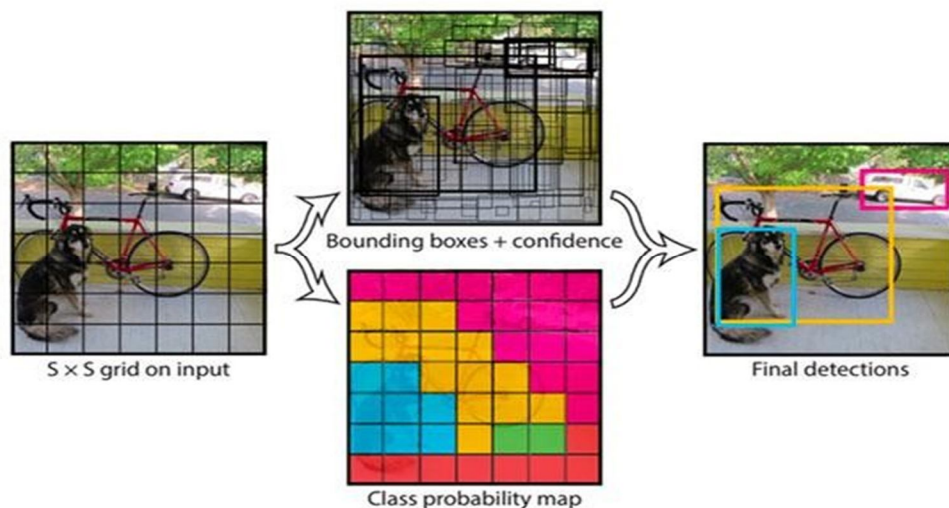 Bounding boxes + confidence
S × S grid on input
Final detections
Class probability map